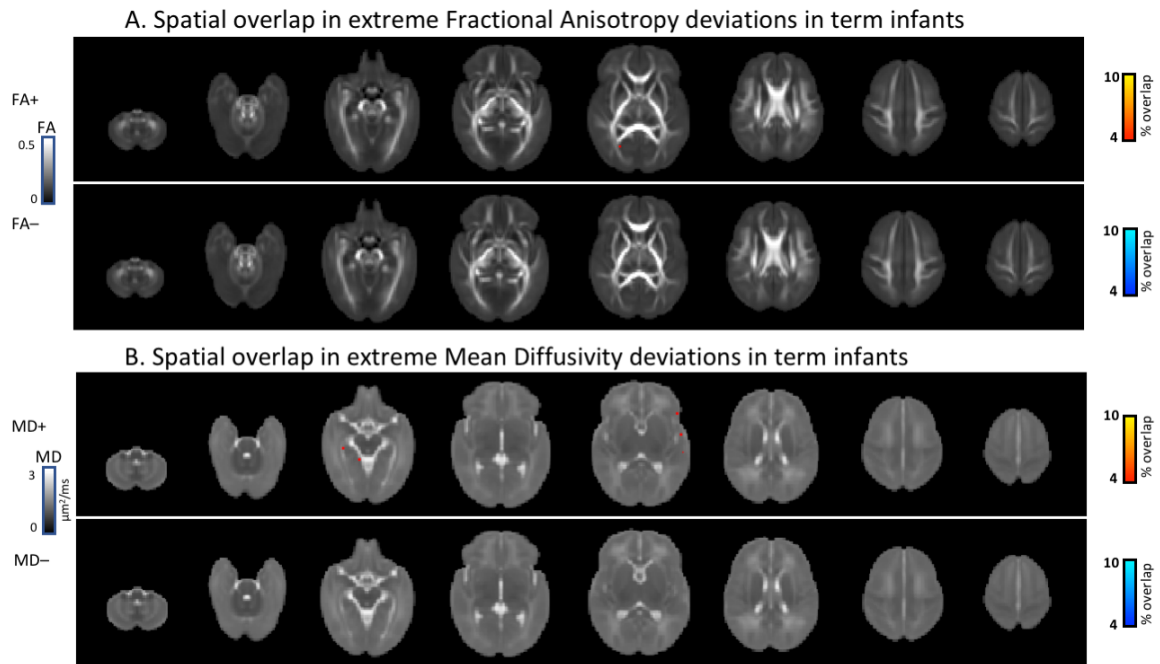 A. Spatial overlap in extreme Fractional Anisotropy deviations in term infants
FA+
FA
0.5
0
10
4
% overlap
FA–
10
4
% overlap
B. Spatial overlap in extreme Mean Diffusivity deviations in term infants
MD+
MD
3
0
µm²/ms
10
4
% overlap
MD–
10
4
% overlap